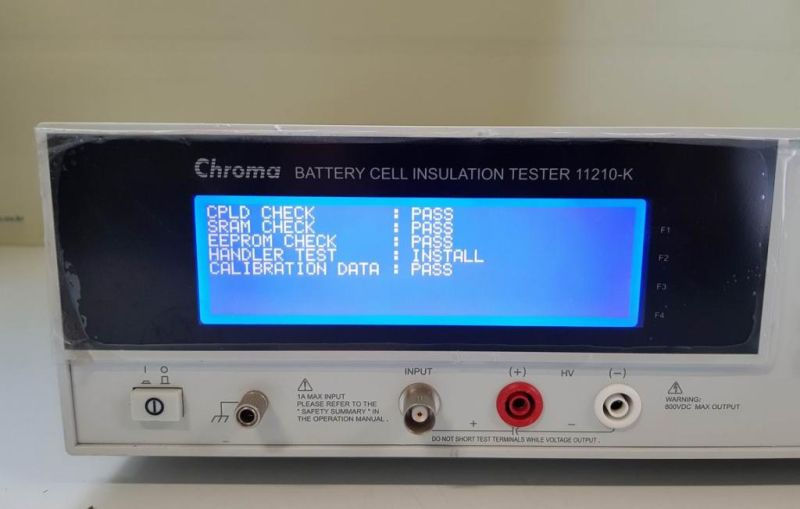 Chroma BATTERY CELL INSULATION TESTER 11210-K
CPLD CHECK : PASS
SRAM CHECK : PASS
EEPROM CHECK : PASS
HANDLER TEST : INSTALL
CALIBRATION DATA : PASS
F1
F2
F3
F4
I O
1A MAX INPUT
PLEASE REFER TO THE
" SAFETY SUMMARY " IN
THE OPERATION MANUAL .
INPUT
(+) HV (−)
+ −
WARNING:
800VDC MAX OUTPUT
DO NOT SHORT TEST TERMINALS WHILE VOLTAGE OUTPUT .